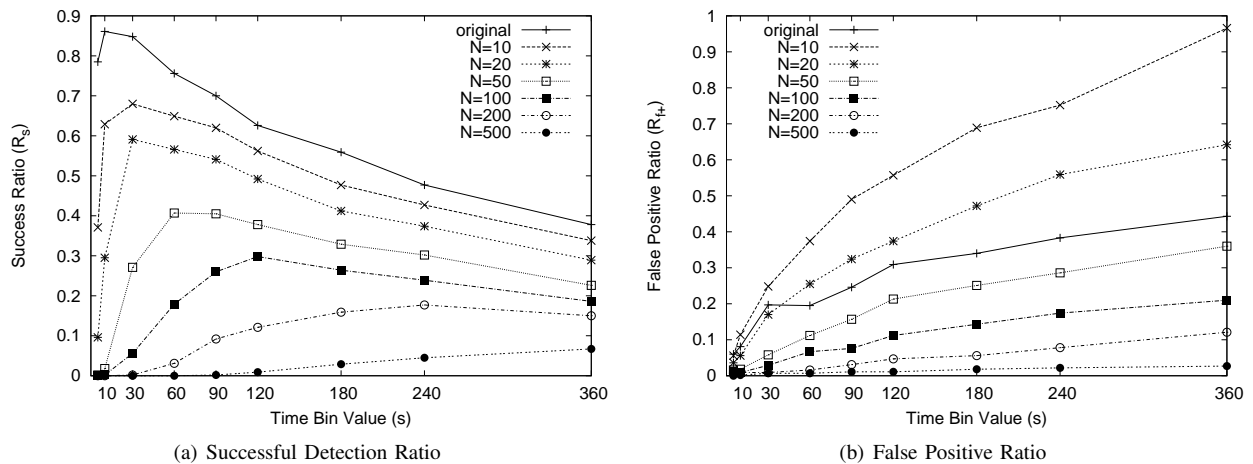 0.9
0.8
0.7
0.6
0.5
0.4
0.3
0.2
0.1
0
10 30 60 90 120 180 240 360
Success Ratio (Rs)
Time Bin Value (s)
original
N=10
N=20
N=50
N=100
N=200
N=500
(a) Successful Detection Ratio
1
0.9
0.8
0.7
0.6
0.5
0.4
0.3
0.2
0.1
0
10 30 60 90 120 180 240 360
False Positive Ratio (Rf+)
Time Bin Value (s)
original
N=10
N=20
N=50
N=100
N=200
N=500
(b) False Positive Ratio